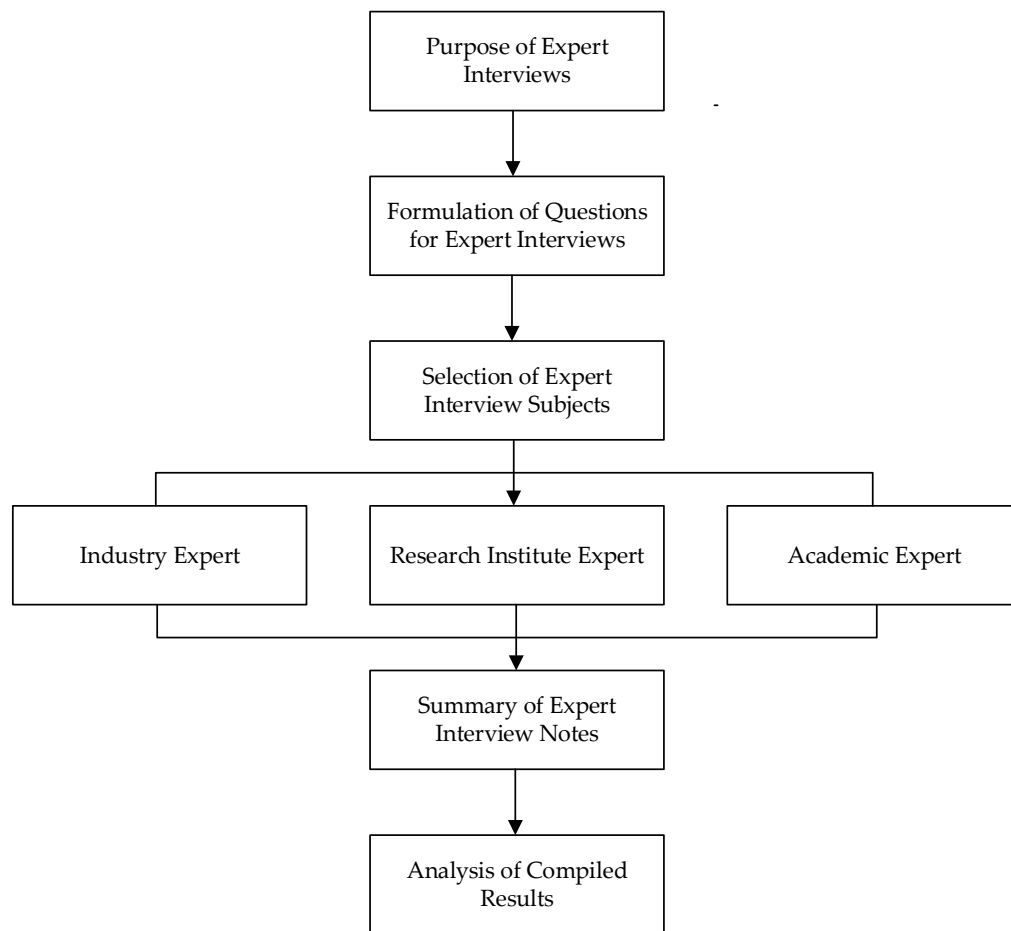 Purpose of Expert
Interviews
-
Formulation of Questions
for Expert Interviews
Selection of Expert
Interview Subjects
Industry Expert
Research Institute Expert
Academic Expert
Summary of Expert
Interview Notes
Analysis of Compiled
Results